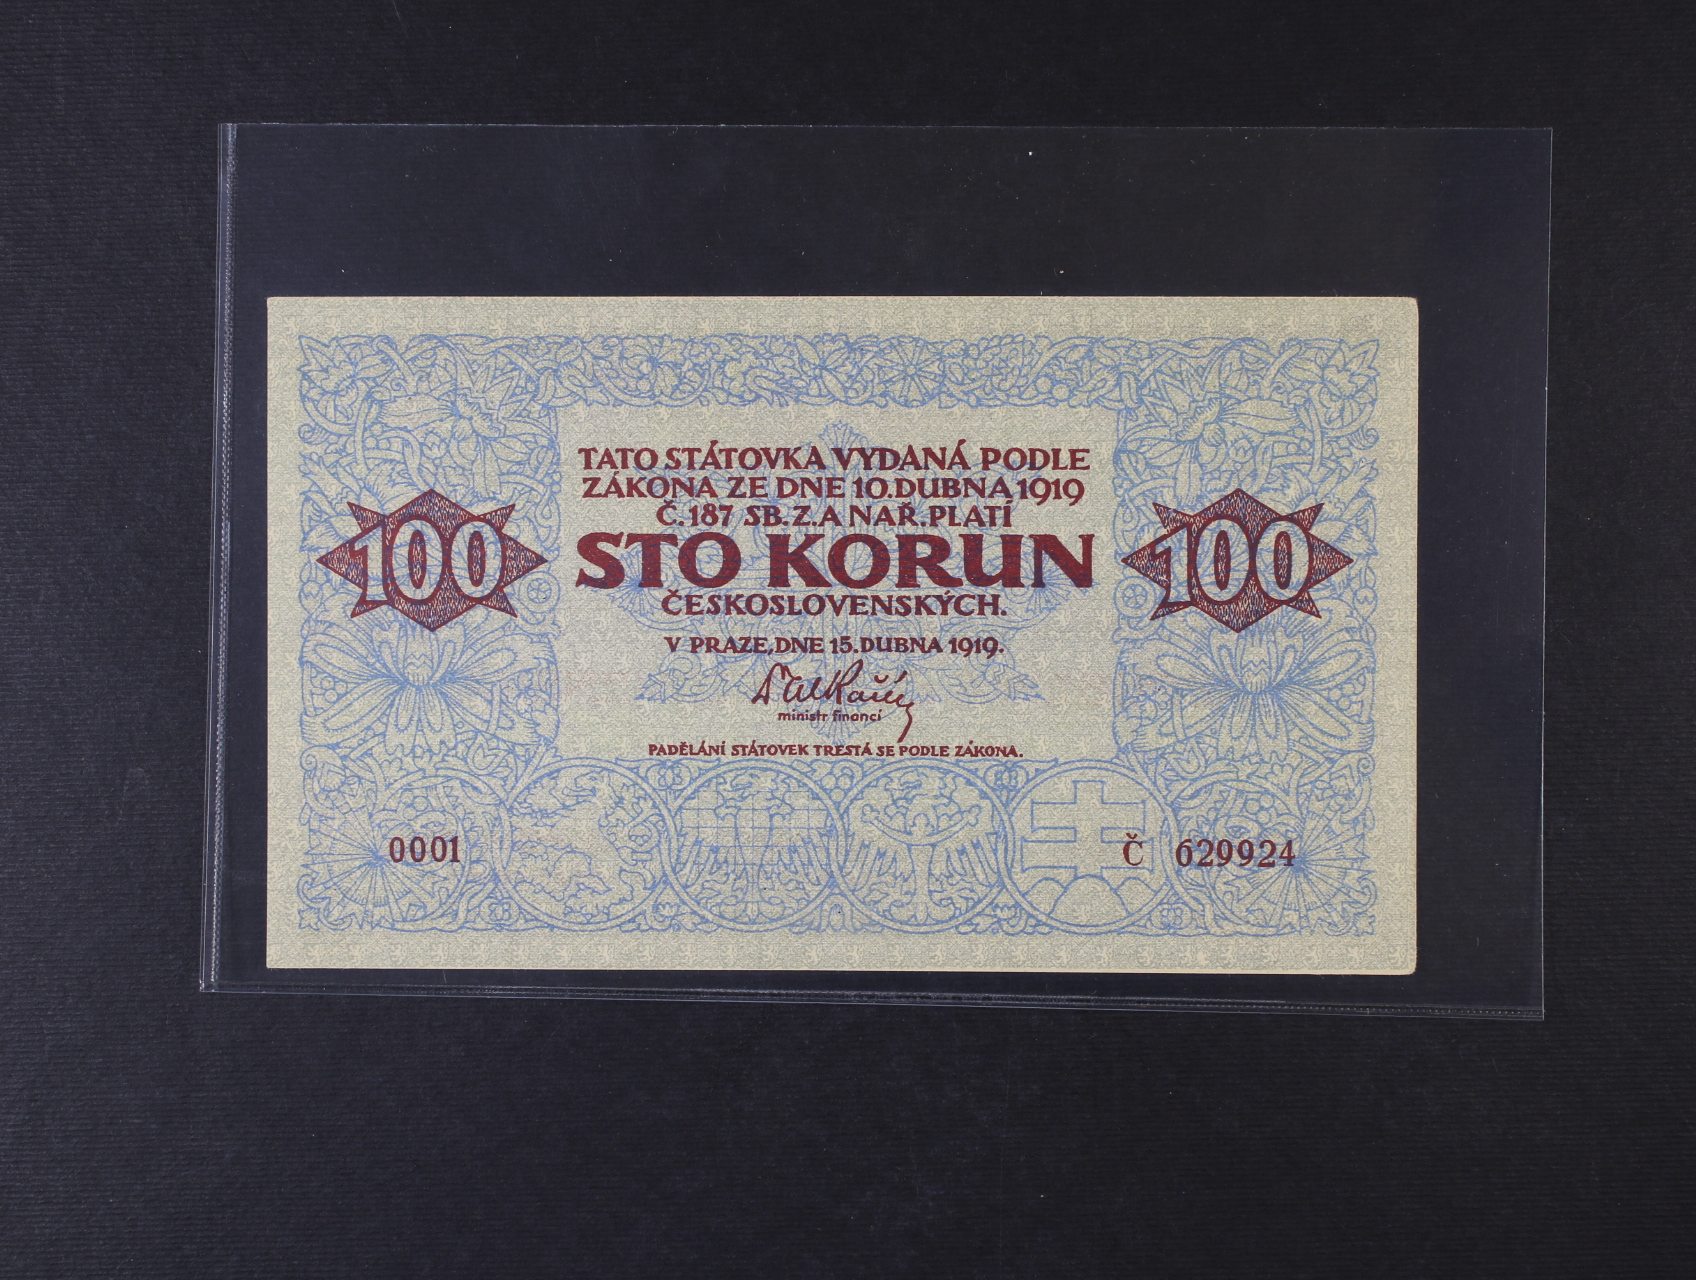 TATO STÁTOVKA VYDANÁ PODLE
ZÁKONA ZE DNE 10. DUBNA 1919
Č. 187 SB. Z. A NAŘ. PLATÍ
100 STO KORUN 100
ČESKOSLOVENSKÝCH.
V PRAZE, DNE 15. DUBNA 1919.
ministr financí
PADĚLÁNÍ STÁTOVEK TRESTÁ SE PODLE ZÁKONA.
0001 Č 629924